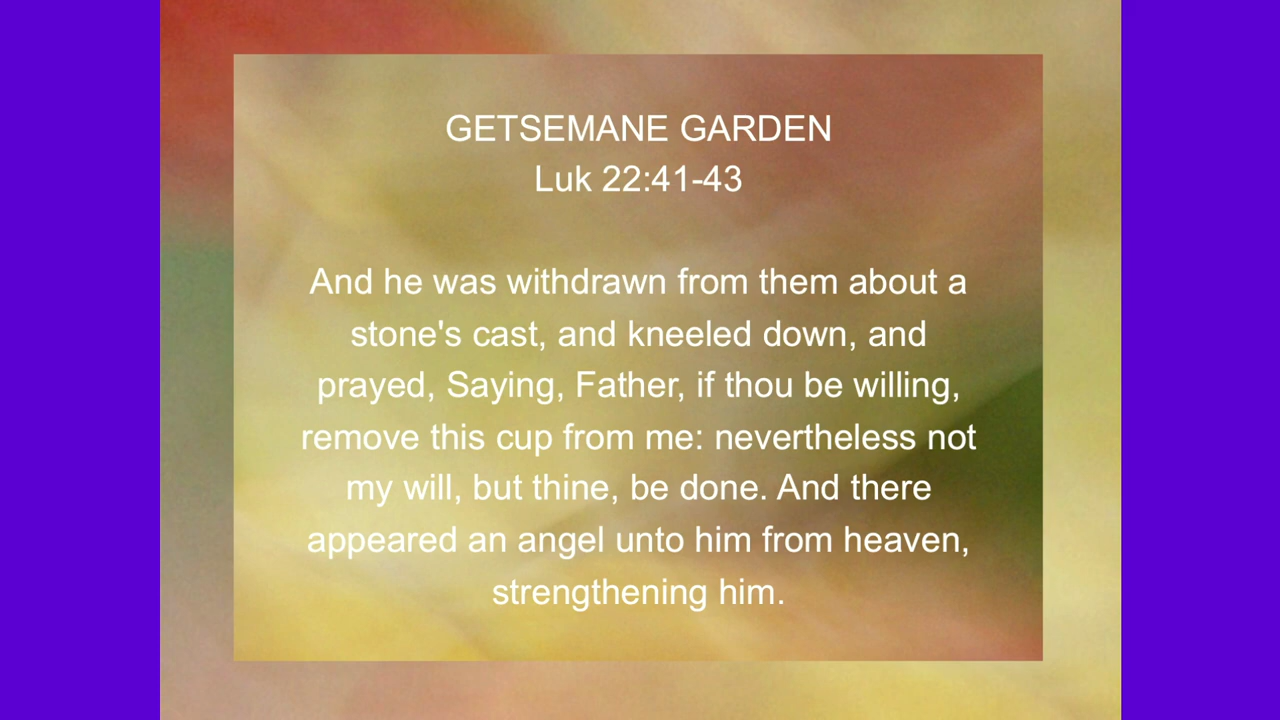 GETSEMANE GARDEN
Luk 22:41-43
And he was withdrawn from them about a
stone's cast, and kneeled down, and
prayed, Saying, Father, if thou be willing,
remove this cup from me: nevertheless not
my will, but thine, be done. And there
appeared an angel unto him from heaven,
strengthening him.